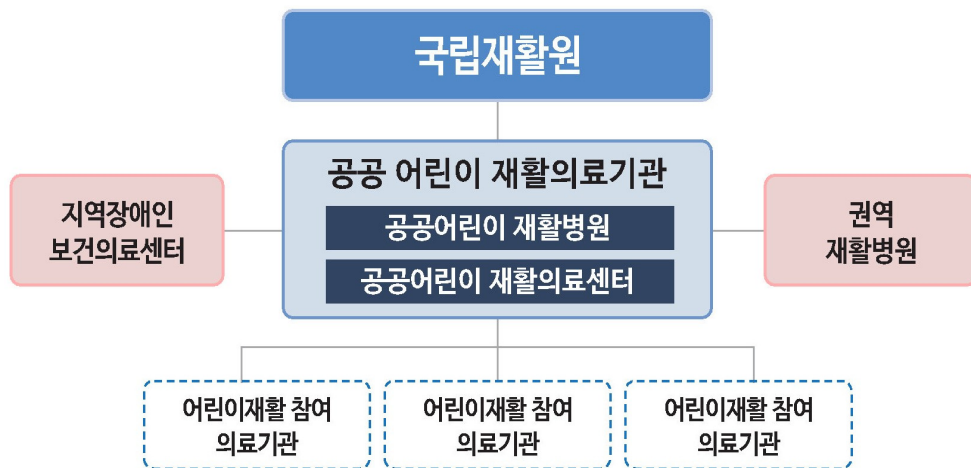 국립재활원
공공 어린이 재활의료기관
공공어린이 재활병원
공공어린이 재활의료센터
지역장애인
보건의료센터
권역
재활병원
어린이재활 참여
의료기관
어린이재활 참여
의료기관
어린이재활 참여
의료기관